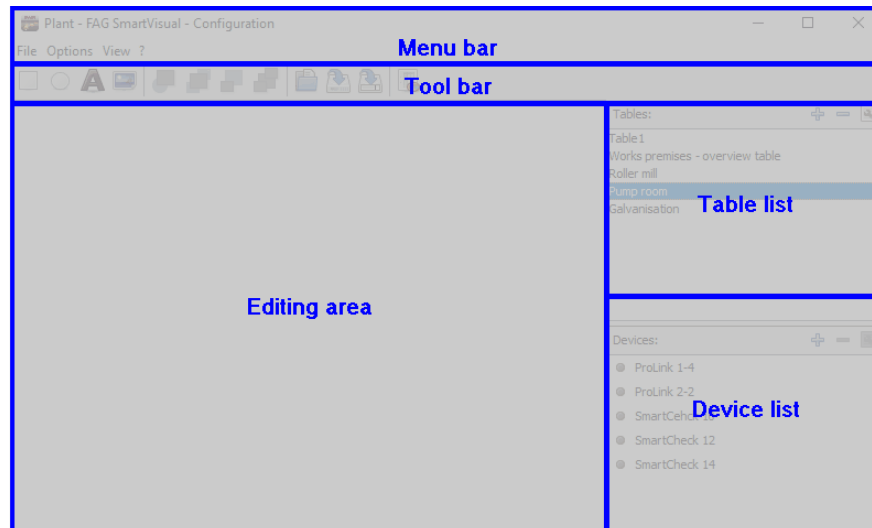 Plant - FAG SmartVisual - Configuration
File Options View ?
Menu bar
Tool bar
Editing area
Tables:
Table1
Works premises - overview table
Roller mill
Pump room
Galvanisation
Table list
Devices:
ProLink 1-4
ProLink 2-2
SmartCehck
Device list
SmartCheck 12
SmartCheck 14